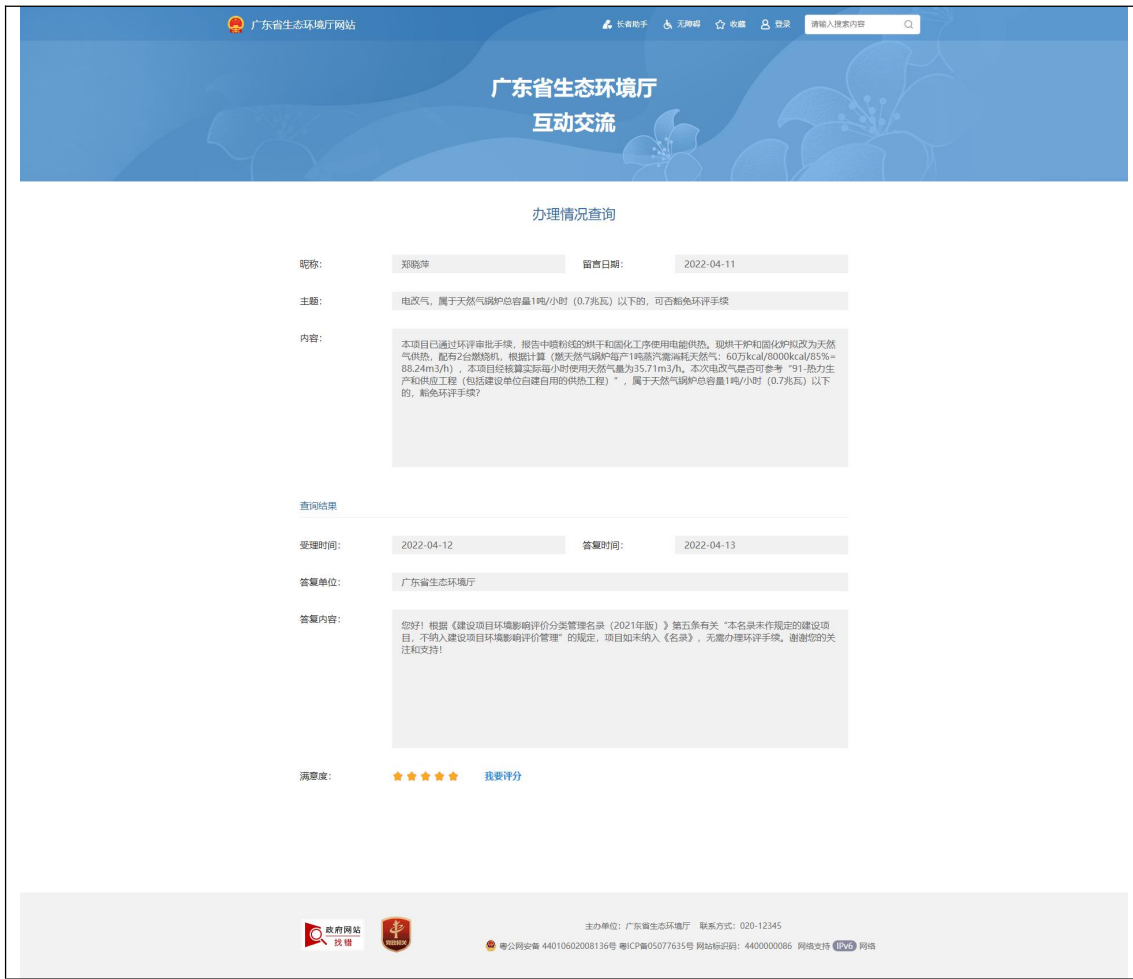 广东省生态环境厅网站
长者助手 无障碍 收藏 登录 请输入搜索内容
广东省生态环境厅
互动交流
办理情况查询
昵称： 郑晓萍 留言日期： 2022-04-11
主题： 电改气，属于天然气锅炉总容量1吨/小时（0.7兆瓦）以下的，可否豁免环评手续
内容： 本项目已通过环评审批手续，报告中喷粉线的烘干和固化工序使用电能供热。现烘干炉和固化炉拟改为天然
气供热，配有2台燃烧机，根据计算（燃天然气锅炉每产1吨蒸汽需消耗天然气：60万kcal/8000kcal/85%=
88.24m3/h），本项目经核算实际每小时使用天然气量为35.71m3/h。本次电改气是否可参考“91-热力生
产和供应工程（包括建设单位自建自用的供热工程）”，属于天然气锅炉总容量1吨/小时（0.7兆瓦）以下
的，豁免环评手续？
查询结果
受理时间： 2022-04-12 答复时间： 2022-04-13
答复单位： 广东省生态环境厅
答复内容： 您好！根据《建设项目环境影响评价分类管理名录（2021年版）》第五条有关“本名录未作规定的建设项
目，不纳入建设项目环境影响评价管理”的规定，项目如未纳入《名录》，无需办理环评手续。谢谢您的关
注和支持！
满意度： 我要评分
政府网站
找错
党政机关
主办单位：广东省生态环境厅 联系方式：020-12345
粤公网安备 44010602008136号 粤ICP备05077635号 网站标识码：4400000086 网络支持 IPv6 网络